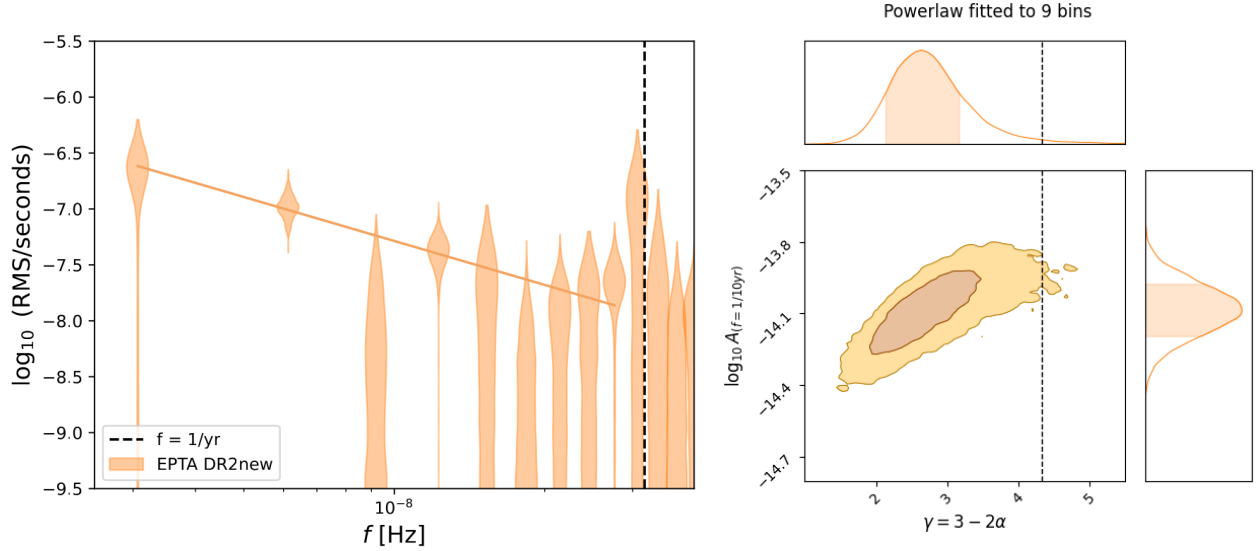 Powerlaw fitted to 9 bins
−5.5
−6.0
−6.5
−7.0
−7.5
−8.0
−8.5
−9.0
−9.5
log₁₀ (RMS/seconds)
f = 1/yr
EPTA DR2new
10⁻⁸
f [Hz]
−13.5
−13.8
−14.1
−14.4
−14.7
log₁₀ A₍f=1/10yr₎
2
3
4
5
γ = 3 − 2α